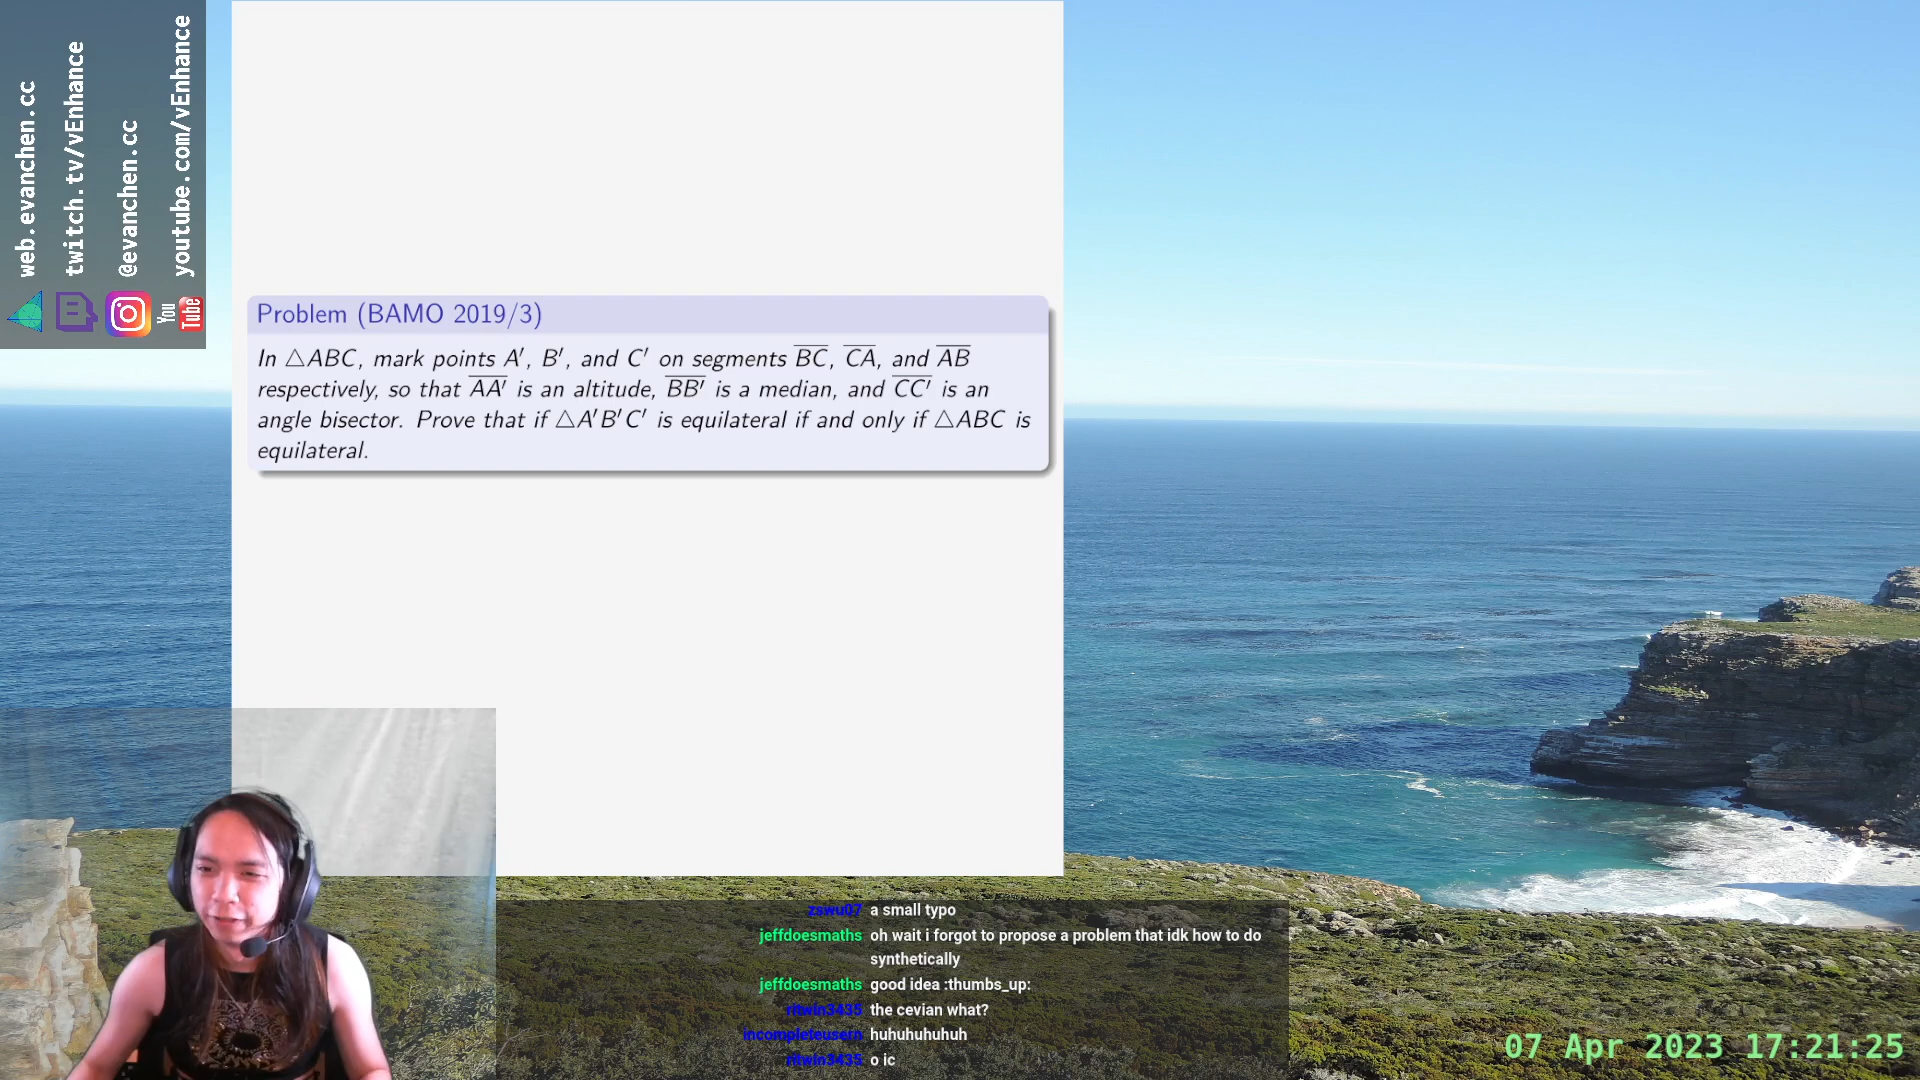 web.evanchen.cc
twitch.tv/vEnhance
@evanchen.cc
youtube.com/vEnhance
You
Tube
Problem (BAMO 2019/3)
In △ABC, mark points A′, B′, and C′ on segments BC, CA, and AB
respectively, so that AA′ is an altitude, BB′ is a median, and CC′ is an
angle bisector. Prove that if △A′B′C′ is equilateral if and only if △ABC is
equilateral.
zswu07 a small typo
jeffdoesmaths oh wait i forgot to propose a problem that idk how to do
synthetically
jeffdoesmaths good idea :thumbs_up:
ritwin3435 the cevian what?
incompleteusern huhuhuhuhuh
ritwin3435 o ic
07 Apr 2023 17:21:25